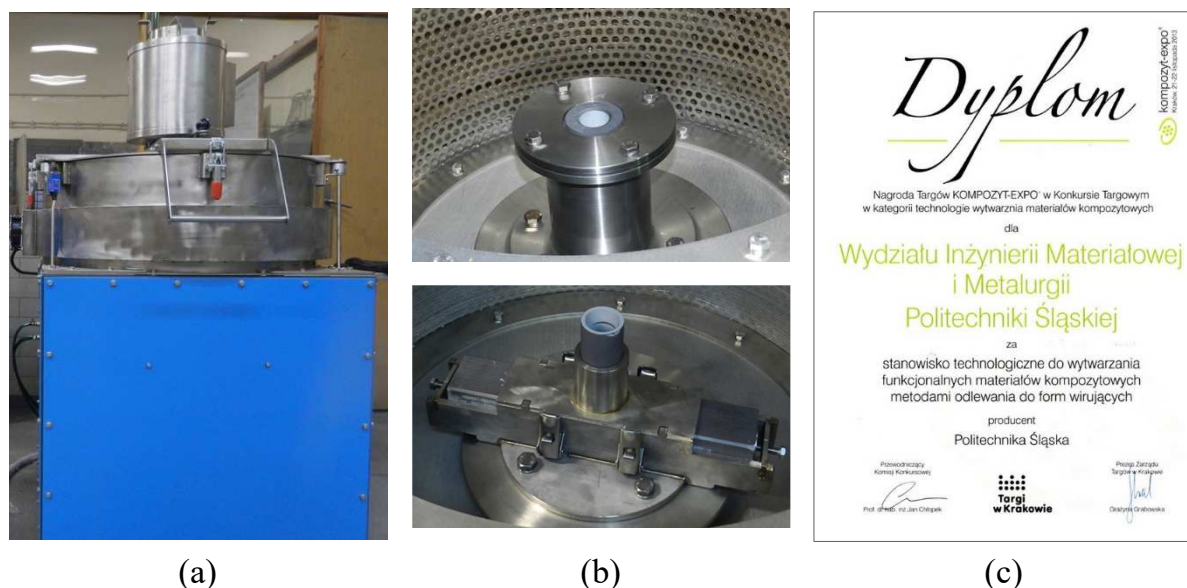 Dyplom
kompozyt-expo®
Kraków, 21-22 listopada 2013
Nagroda Targów KOMPOZYT-EXPO® w Konkursie Targowym
w kategorii technologie wytwarznia materiałów kompozytowych
dla
Wydziału Inżynierii Materiałowej
i Metalurgii
Politechniki Śląskiej
za
stanowisko technologiczne do wytwarzania
funkcjonalnych materiałów kompozytowych
metodami odlewania do form wirujących
producent
Politechnika Śląska
Przewodniczący
Komisji Konkursowej
Prof. dr hab. inż. Jan Chłopek
Targi
w Krakowie
Prezes Zarządu
Targów w Krakowie
Grażyna Grabowska
(a)
(b)
(c)